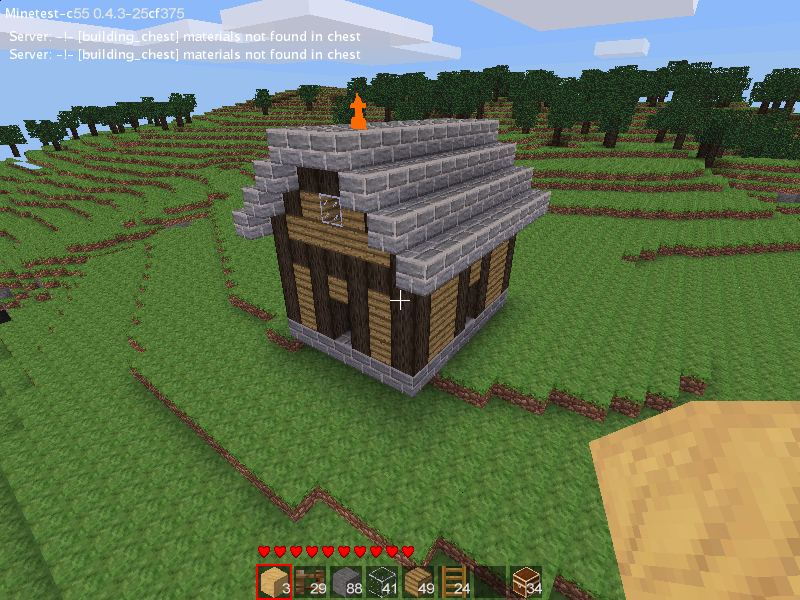 Minetest-c55 0.4.3-25cf375
Server: -!- [building_chest] materials not found in chest
Server: -!- [building_chest] materials not found in chest
3 29 88 41 49 24 34